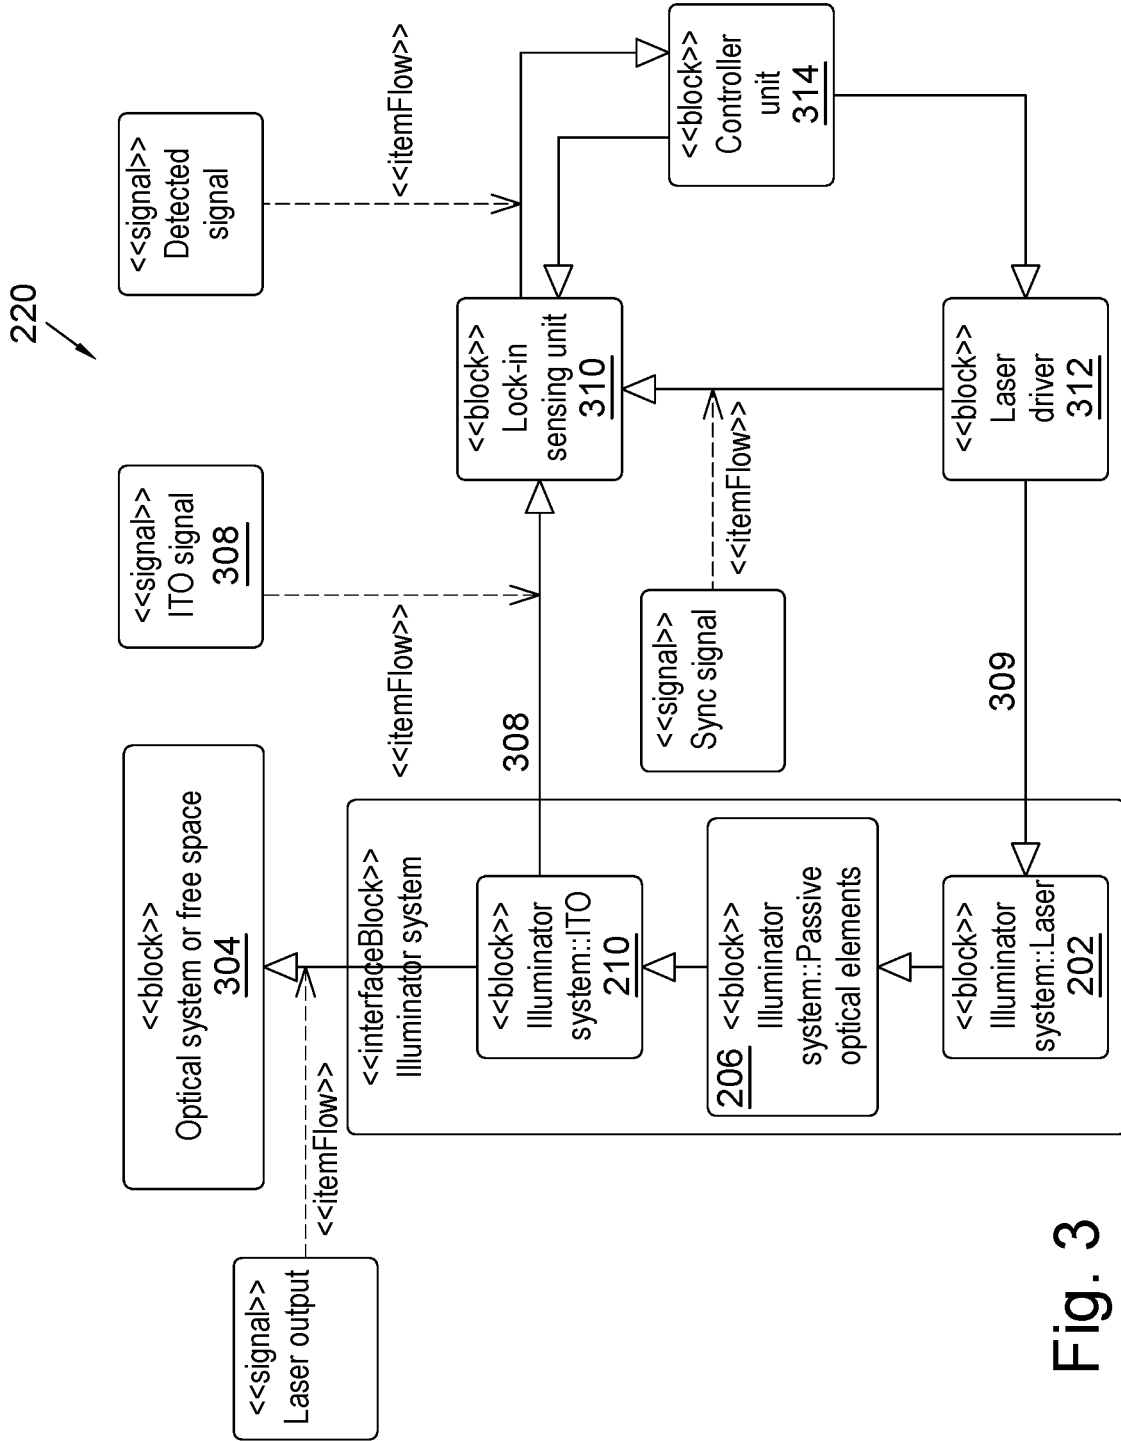 220
<<signal>>
Laser output
<<itemFlow>>
<<block>>
Optical system or free space
304
<<signal>>
ITO signal
308
<<itemFlow>>
<<signal>>
Detected
signal
<<itemFlow>>
<<interfaceBlock>>
Illuminator system
<<block>>
Illuminator
system::ITO
210
308
<<block>>
Lock-in
sensing unit
310
<<block>>
Controller
unit
314
206
<<block>>
Illuminator
system::Passive
optical elements
<<signal>>
Sync signal
<<itemFlow>>
<<block>>
Illuminator
system::Laser
202
309
<<block>>
Laser
driver
312
Fig. 3